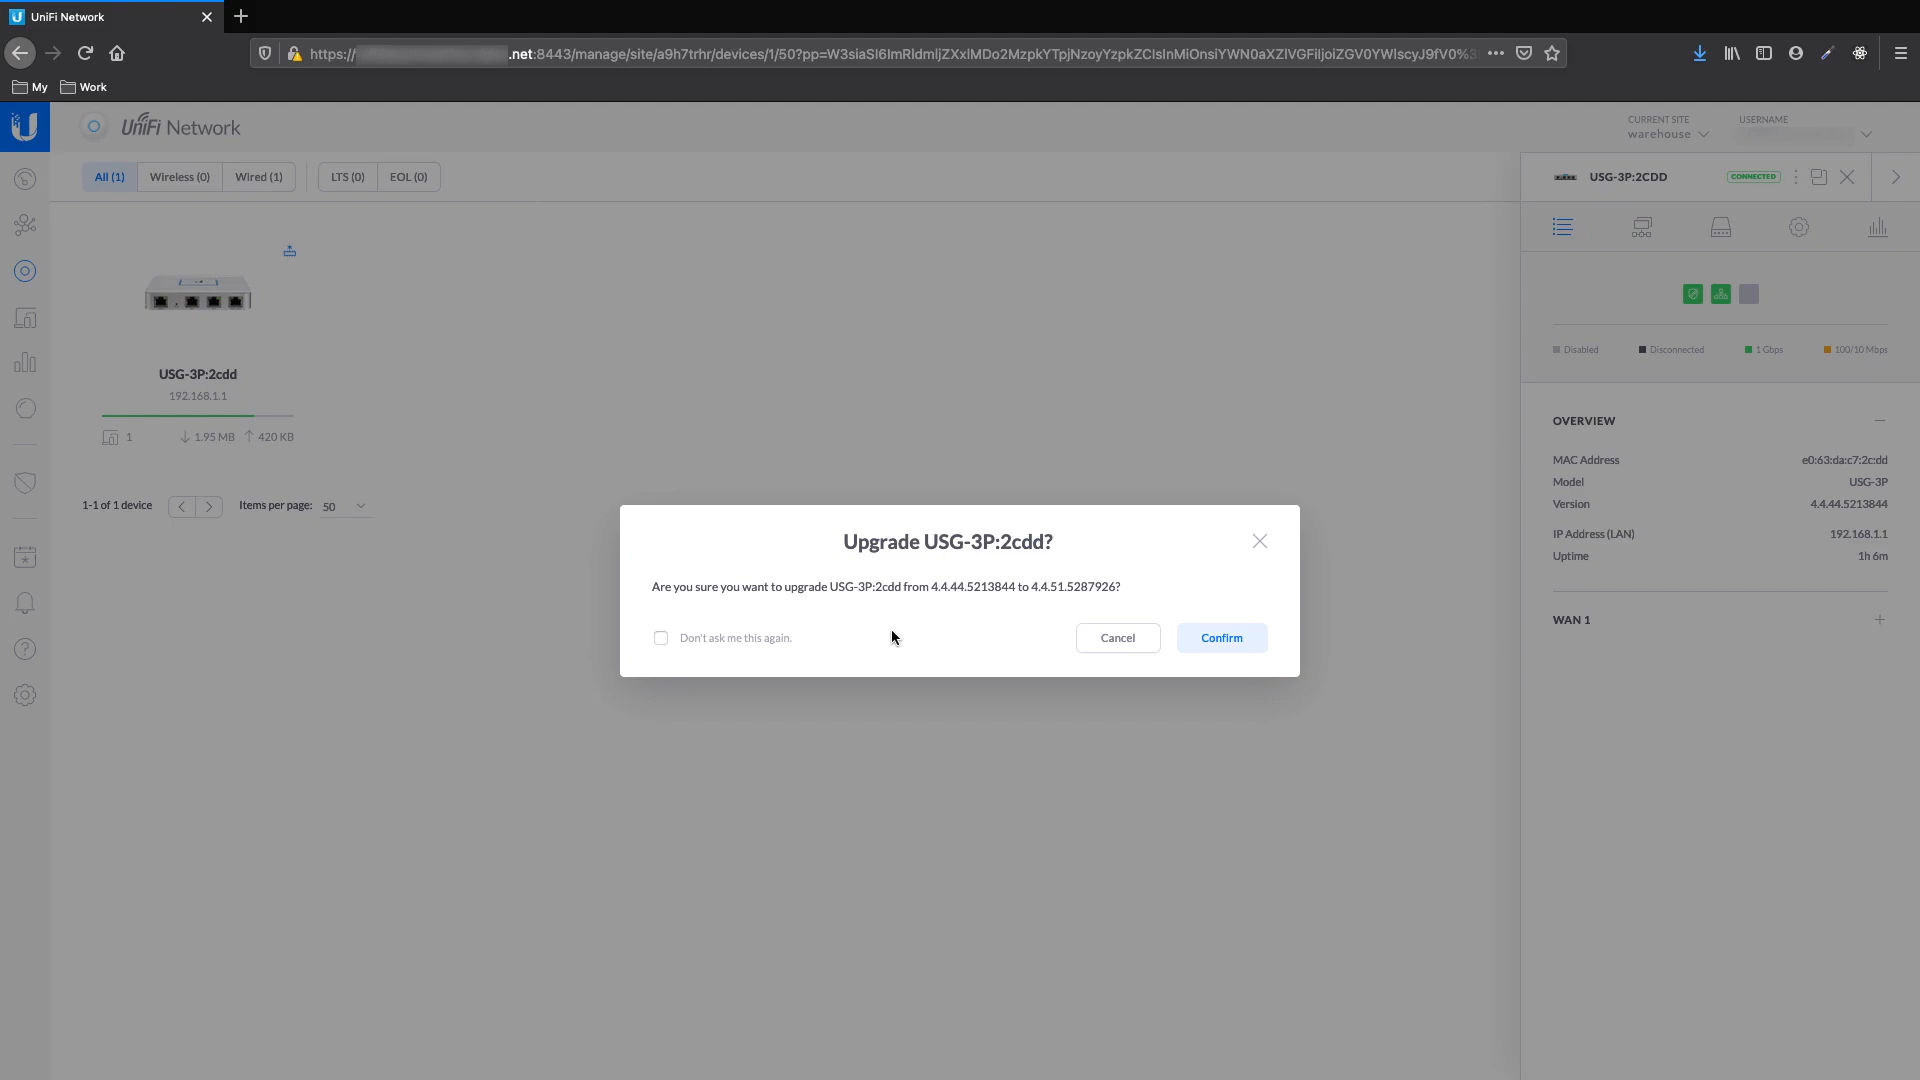 UniFi Network
https:// .net:8443/manage/site/a9h7trhr/devices/1/50?pp=
My
Work
UniFi Network
CURRENT SITE
warehouse
USERNAME
All (1)
Wireless (0)
Wired (1)
LTS (0)
EOL (0)
USG-3P:2CDD
CONNECTED
Disabled
Disconnected
1 Gbps
100/10 Mbps
USG-3P:2cdd
192.168.1.1
1
1.95 MB
420 KB
1-1 of 1 device
Items per page:
50
OVERVIEW
MAC Address
e0:63:da:c7:2c:dd
Model
USG-3P
Version
4.4.44.5213844
IP Address (LAN)
192.168.1.1
Uptime
1h 6m
WAN 1
Upgrade USG-3P:2cdd?
Are you sure you want to upgrade USG-3P:2cdd from 4.4.44.5213844 to 4.4.51.5287926?
Don't ask me this again.
Cancel
Confirm